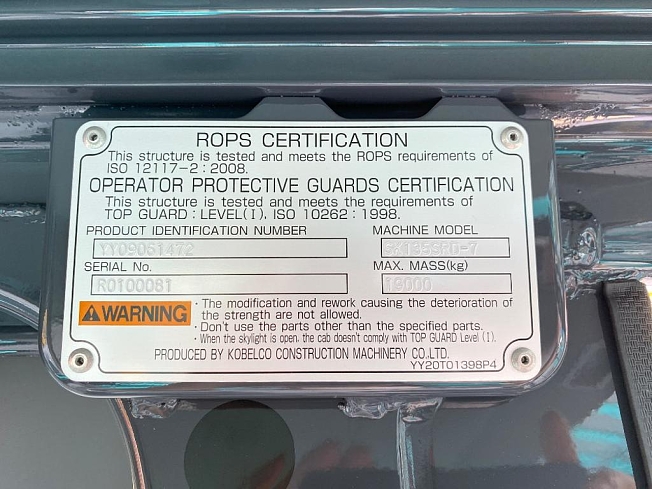 ROPS CERTIFICATION
This structure is tested and meets the ROPS requirements of
ISO 12117-2 : 2008.
OPERATOR PROTECTIVE GUARDS CERTIFICATION
This structure is tested and meets the requirements of
TOP GUARD : LEVEL(I). ISO 10262 : 1998.
PRODUCT IDENTIFICATION NUMBER MACHINE MODEL
YY09061472 SK135SRD-7
SERIAL No. MAX. MASS(kg)
R0100081 19000
WARNING
・The modification and rework causing the deterioration of
the strength are not allowed.
・Don't use the parts other than the specified parts.
・When the skylight is open, the cab doesn't comply with TOP GUARD Level (I).
PRODUCED BY KOBELCO CONSTRUCTION MACHINERY CO.,LTD.
YY20T01398P4